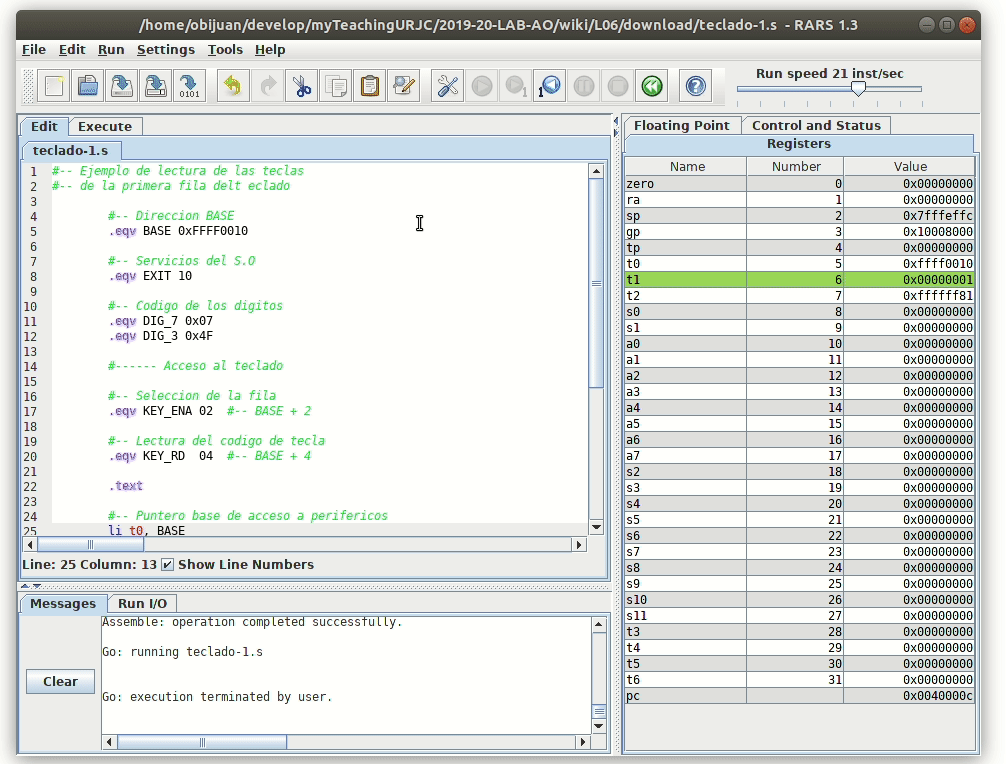 /home/obijuan/develop/myTeachingURJC/2019-20-LAB-AO/wiki/L06/download/teclado-1.s - RARS 1.3
File Edit Run Settings Tools Help
0101
1
1
Run speed 21 inst/sec
Edit Execute
teclado-1.s
1 #-- Ejemplo de lectura de las teclas
2 #-- de la primera fila delt eclado
3
4 #-- Direccion BASE
5 .eqv BASE 0xFFFF0010
6
7 #-- Servicios del S.O
8 .eqv EXIT 10
9
10 #-- Codigo de los digitos
11 .eqv DIG_7 0x07
12 .eqv DIG_3 0x4F
13
14 #------ Acceso al teclado
15
16 #-- Seleccion de la fila
17 .eqv KEY_ENA 02 #-- BASE + 2
18
19 #-- Lectura del codigo de tecla
20 .eqv KEY_RD 04 #-- BASE + 4
21
22 .text
23
24 #-- Puntero base de acceso a perifericos
25 li t0, BASE
Line: 25 Column: 13 Show Line Numbers
Messages Run I/O
Assemble: operation completed successfully.
Go: running teclado-1.s
Go: execution terminated by user.
Clear
Floating Point Control and Status
Registers
Name Number Value
zero 0 0x00000000
ra 1 0x00000000
sp 2 0x7fffeffc
gp 3 0x10008000
tp 4 0x00000000
t0 5 0xffff0010
t1 6 0x00000001
t2 7 0xffffff81
s0 8 0x00000000
s1 9 0x00000000
a0 10 0x00000000
a1 11 0x00000000
a2 12 0x00000000
a3 13 0x00000000
a4 14 0x00000000
a5 15 0x00000000
a6 16 0x00000000
a7 17 0x00000000
s2 18 0x00000000
s3 19 0x00000000
s4 20 0x00000000
s5 21 0x00000000
s6 22 0x00000000
s7 23 0x00000000
s8 24 0x00000000
s9 25 0x00000000
s10 26 0x00000000
s11 27 0x00000000
t3 28 0x00000000
t4 29 0x00000000
t5 30 0x00000000
t6 31 0x00000000
pc 0x0040000c